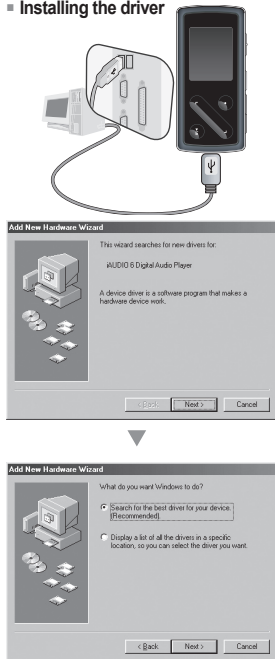 Installing the driver
Add New Hardware Wizard
This wizard searches for new drivers for:
iAUDIO 6 Digital Audio Player
A device driver is a software program that makes a
hardware device work.
< Back
Next >
Cancel
Add New Hardware Wizard
What do you want Windows to do?
Search for the best driver for your device.
(Recommended).
Display a list of all the drivers in a specific
location, so you can select the driver you want.
< Back
Next >
Cancel